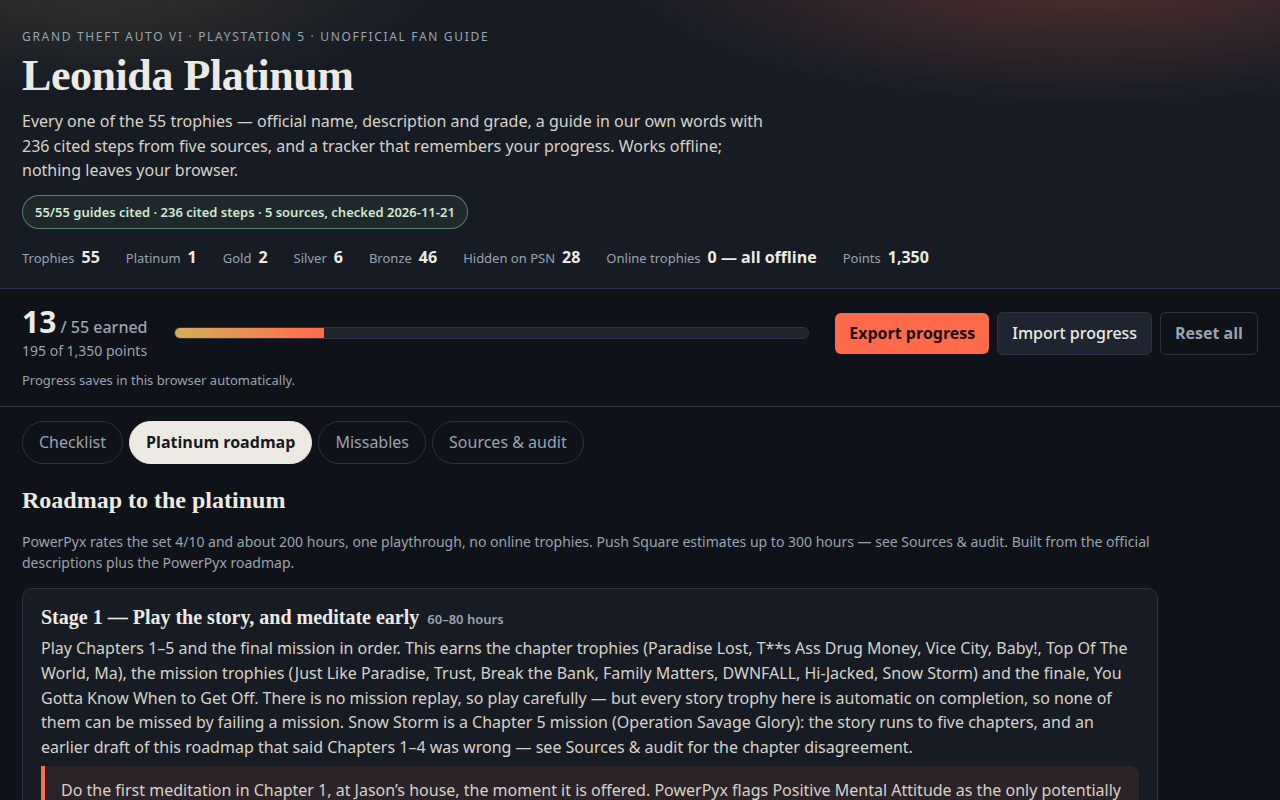 GRAND THEFT AUTO VI · PLAYSTATION 5 · UNOFFICIAL FAN GUIDE
Leonida Platinum
Every one of the 55 trophies — official name, description and grade, a guide in our own words with
236 cited steps from five sources, and a tracker that remembers your progress. Works offline;
nothing leaves your browser.
55/55 guides cited · 236 cited steps · 5 sources, checked 2026-11-21
Trophies 55 Platinum 1 Gold 2 Silver 6 Bronze 46 Hidden on PSN 28 Online trophies 0 — all offline Points 1,350
13 / 55 earned
195 of 1,350 points
Export progress Import progress Reset all
Progress saves in this browser automatically.
Checklist Platinum roadmap Missables Sources & audit
Roadmap to the platinum
PowerPyx rates the set 4/10 and about 200 hours, one playthrough, no online trophies. Push Square estimates up to 300 hours — see Sources & audit. Built from the official
descriptions plus the PowerPyx roadmap.
Stage 1 — Play the story, and meditate early 60–80 hours
Play Chapters 1–5 and the final mission in order. This earns the chapter trophies (Paradise Lost, T**s Ass Drug Money, Vice City, Baby!, Top Of The
World, Ma), the mission trophies (Just Like Paradise, Trust, Break the Bank, Family Matters, DWNFALL, Hi-Jacked, Snow Storm) and the finale, You
Gotta Know When to Get Off. There is no mission replay, so play carefully — but every story trophy here is automatic on completion, so none of
them can be missed by failing a mission. Snow Storm is a Chapter 5 mission (Operation Savage Glory): the story runs to five chapters, and an
earlier draft of this roadmap that said Chapters 1–4 was wrong — see Sources & audit for the chapter disagreement.
Do the first meditation in Chapter 1, at Jason’s house, the moment it is offered. PowerPyx flags Positive Mental Attitude as the only potentially